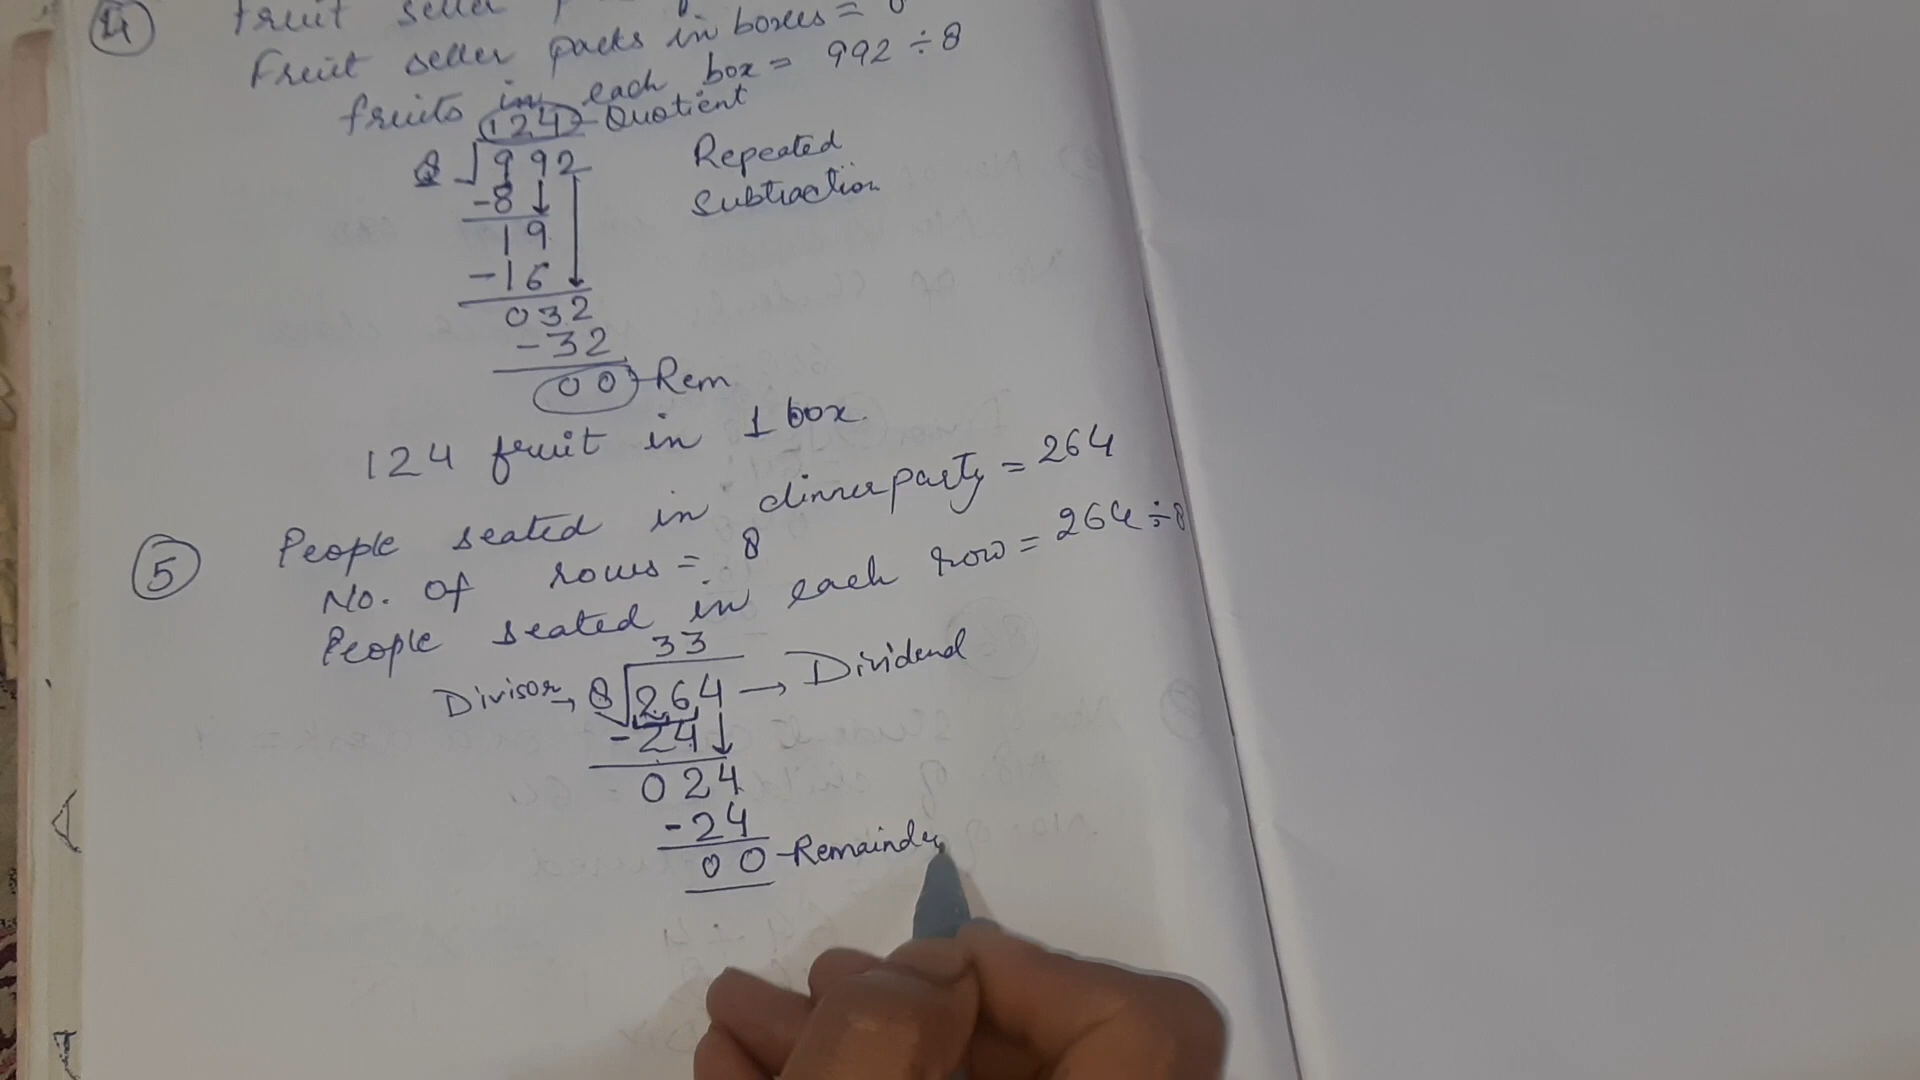 4 Fruit seller
Fruit seller packs in boxes = 8
fruits in each box = 992 ÷ 8
124 Quotient
8 992 Repeated
-8 Subtraction
19
-16
032
-32
00 Rem
124 fruit in 1 box.
5 People seated in dinner party = 264
No. of rows = 8
People seated in each row = 264 ÷ 8
33
Divisor → 8 264 → Dividend
-24
024
-24
00 - Remainder